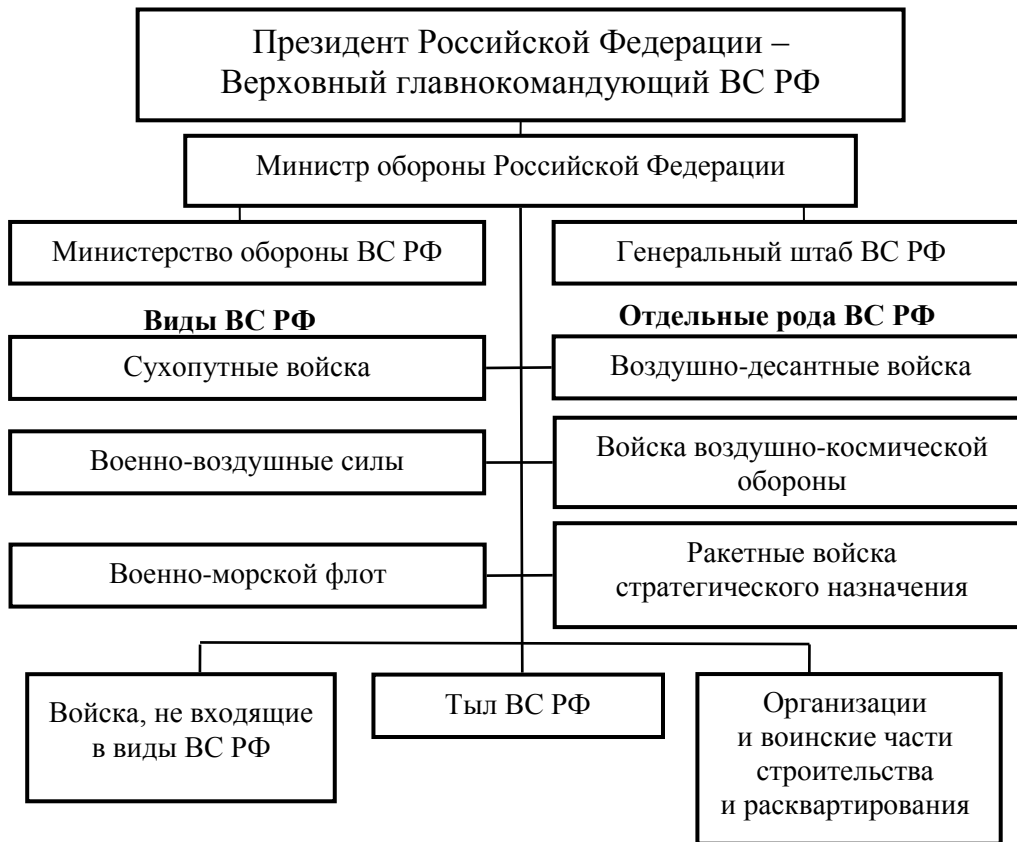 Президент Российской Федерации –
Верховный главнокомандующий ВС РФ
Министр обороны Российской Федерации
Министерство обороны ВС РФ
Генеральный штаб ВС РФ
Виды ВС РФ
Отдельные рода ВС РФ
Сухопутные войска
Воздушно-десантные войска
Военно-воздушные силы
Войска воздушно-космической
обороны
Военно-морской флот
Ракетные войска
стратегического назначения
Войска, не входящие
в виды ВС РФ
Тыл ВС РФ
Организации
и воинские части
строительства
и расквартирования